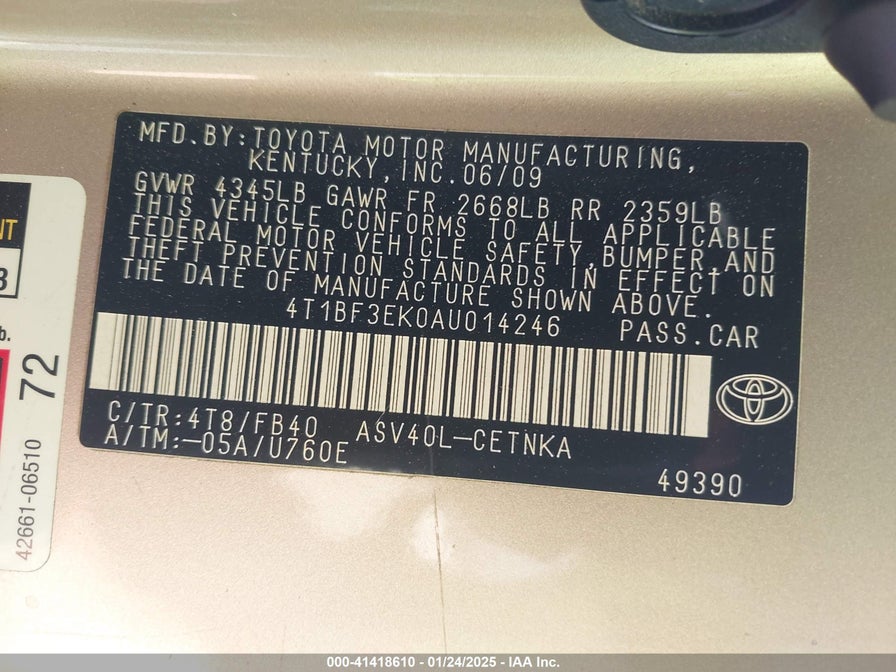 MFD.BY:TOYOTA MOTOR MANUFACTURING,
KENTUCKY, INC. 06/09
GVWR 4345LB GAWR FR 2668LB RR 2359LB
THIS VEHICLE CONFORMS TO ALL APPLICABLE
FEDERAL MOTOR VEHICLE SAFETY, BUMPER, AND
THEFT PREVENTION STANDARDS IN EFFECT ON
THE DATE OF MANUFACTURE SHOWN ABOVE.
4T1BF3EK0AU014246 PASS.CAR
C/TR:4T8/FB40 ASV40L-CETNKA
A/TM:-05A/U760E
49390
NT
3
b.
72
42661-06510
000-41418610 - 01/24/2025 - IAA Inc.